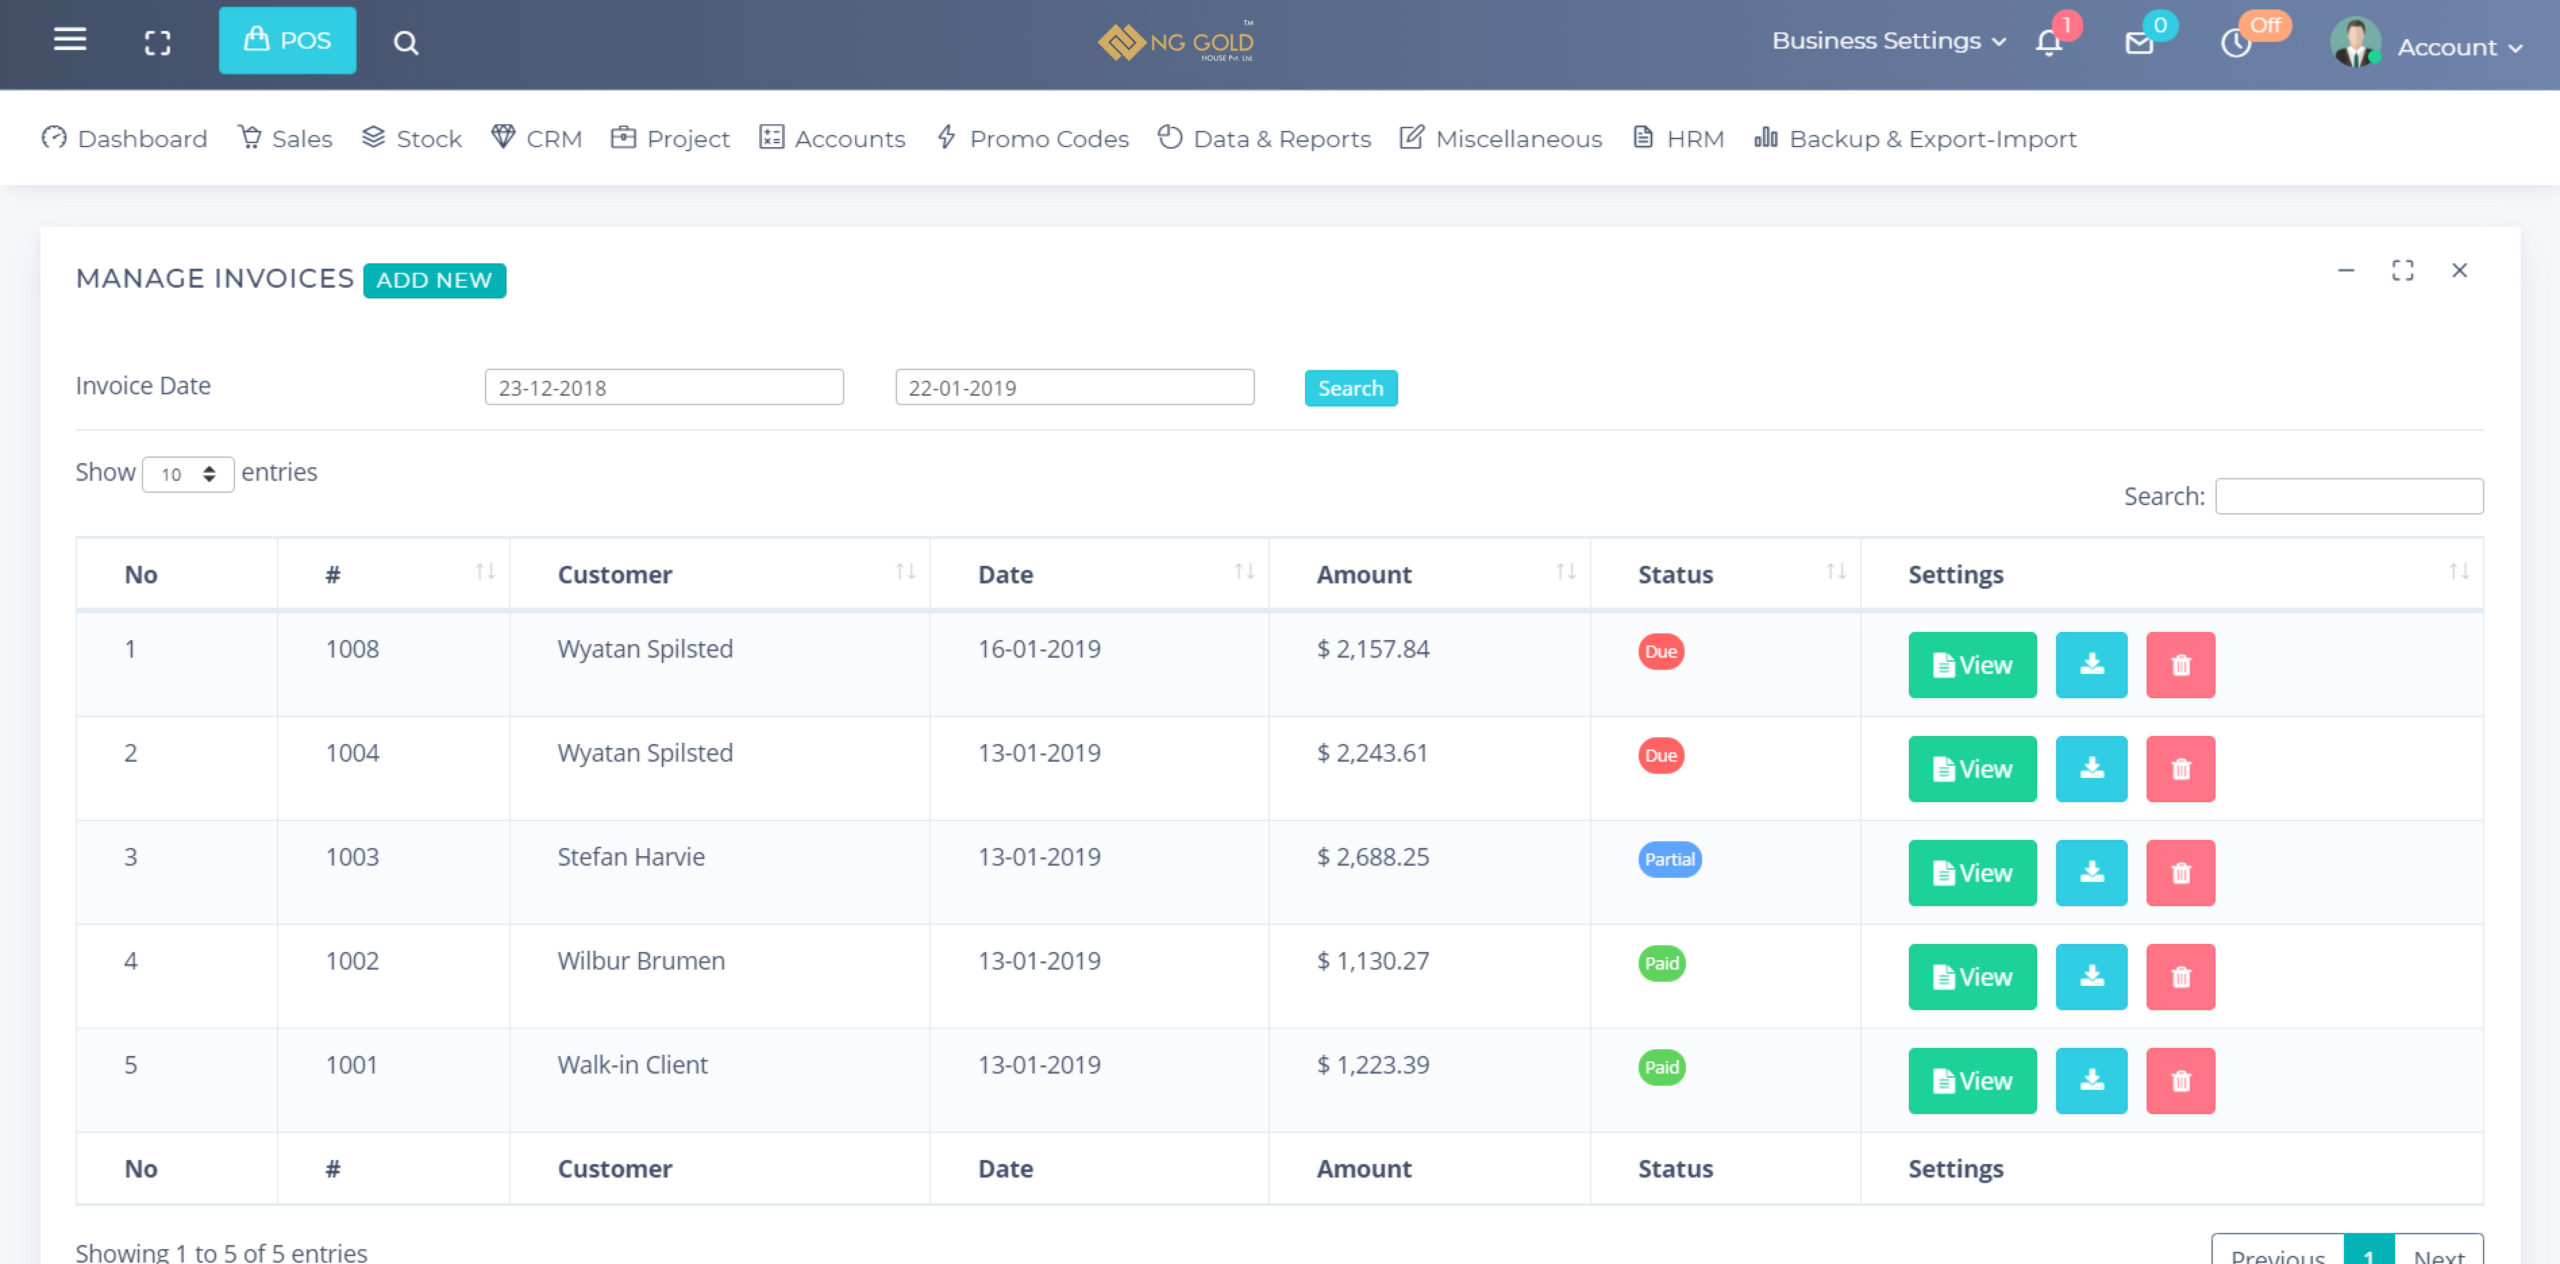 POS
NG GOLD TM
HOUSE Pvt. Ltd.
Business Settings 1 0 Off Account
Dashboard Sales Stock CRM Project Accounts Promo Codes Data & Reports Miscellaneous HRM Backup & Export-Import
MANAGE INVOICES ADD NEW
Invoice Date 23-12-2018 22-01-2019 Search
Show 10 entries
Search:
No # Customer Date Amount Status Settings
1 1008 Wyatan Spilsted 16-01-2019 $ 2,157.84 Due View
2 1004 Wyatan Spilsted 13-01-2019 $ 2,243.61 Due View
3 1003 Stefan Harvie 13-01-2019 $ 2,688.25 Partial View
4 1002 Wilbur Brumen 13-01-2019 $ 1,130.27 Paid View
5 1001 Walk-in Client 13-01-2019 $ 1,223.39 Paid View
No # Customer Date Amount Status Settings
Showing 1 to 5 of 5 entries
Previous 1 Next